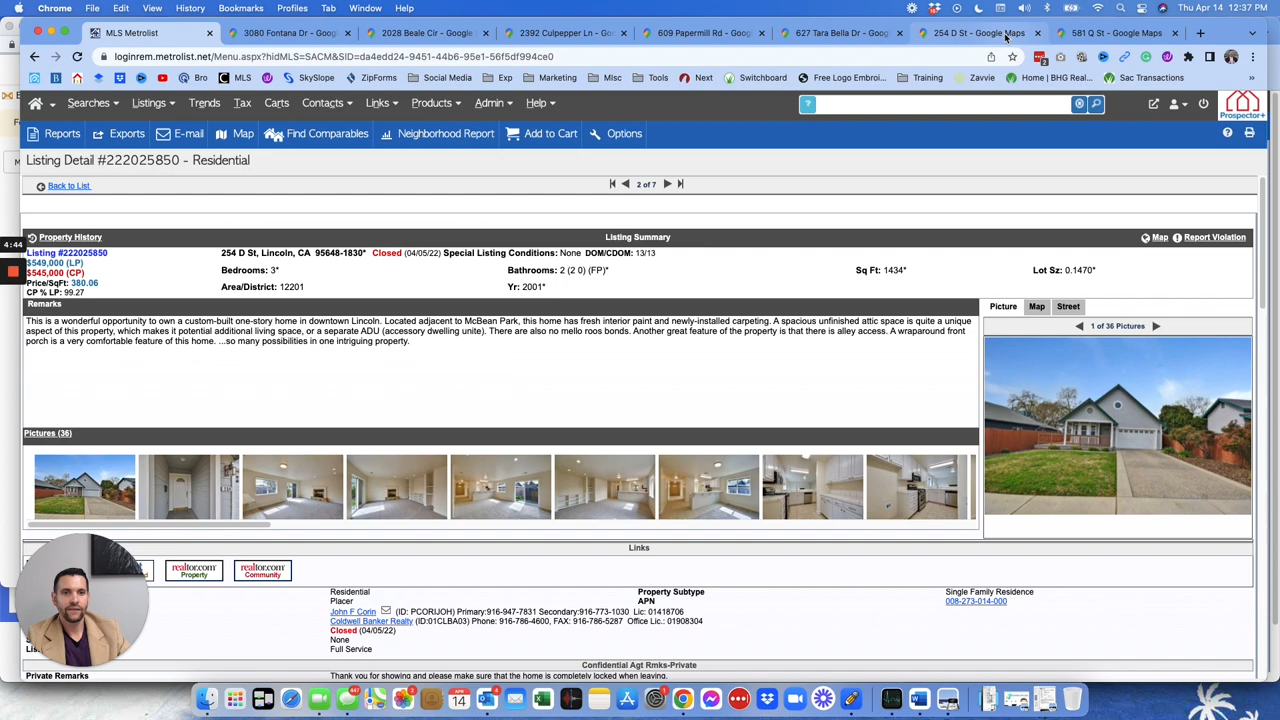 Chrome File Edit View History Bookmarks Profiles Tab Window Help Thu Apr 14 12:37 PM
MLS Metrolist 3080 Fontana Dr - Google 2028 Beale Cir - Google 2392 Culpepper Ln - Goo 609 Papermill Rd - Google 627 Tara Bella Dr - Google 254 D St - Google Maps 581 Q St - Google Maps
loginrem.metrolist.net/Menu.aspx?hidMLS=SACM&SID=da4edd24-9451-44b6-95e1-6f5df994ce0
Bro MLS SkySlope ZipForms Social Media Exp Marketing MIsc Tools Next Switchboard Free Logo Embroi... Training Zavvie Home | BHG Real... Sac Transactions
Searches Listings Trends Tax Carts Contacts Links Products Admin Help ?
Prospector+
Reports Exports E-mail Map Find Comparables Neighborhood Report Add to Cart Options
Listing Detail #222025850 - Residential
Back to List 2 of 7
Property History Listing Summary Map Report Violation
4:44
Listing #222025850 254 D St, Lincoln, CA 95648-1830* Closed (04/05/22) Special Listing Conditions: None DOM/CDOM: 13/13
$549,000 (LP)
$545,000 (CP) Bedrooms: 3* Bathrooms: 2 (2 0) (FP)* Sq Ft: 1434* Lot Sz: 0.1470*
Price/SqFt: 380.06
CP % LP: 99.27 Area/District: 12201 Yr: 2001*
Remarks Picture Map Street
This is a wonderful opportunity to own a custom-built one-story home in downtown Lincoln. Located adjacent to McBean Park, this home has fresh interior paint and newly-installed carpeting. A spacious unfinished attic space is quite a unique
aspect of this property, which makes it potential additional living space, or a separate ADU (accessory dwelling unite). There are also no mello roos bonds. Another great feature of the property is that there is alley access. A wraparound front
porch is a very comfortable feature of this home. ...so many possibilities in one intriguing property.
1 of 36 Pictures
Pictures (36)
Links
realtor.com Property realtor.com Community
Residential Property Subtype Single Family Residence
Placer APN 008-273-014-000
John F Corin (ID: PCORIJOH) Primary:916-947-7831 Secondary:916-773-1030 Lic: 01418706
Coldwell Banker Realty (ID:01CLBA03) Phone: 916-786-4600, FAX: 916-786-5287 Office Lic.: 01908304
Closed (04/05/22)
None
Full Service
Confidential Agt Rmks-Private
Private Remarks Thank you for showing and please make sure that the home is completely locked when leaving.